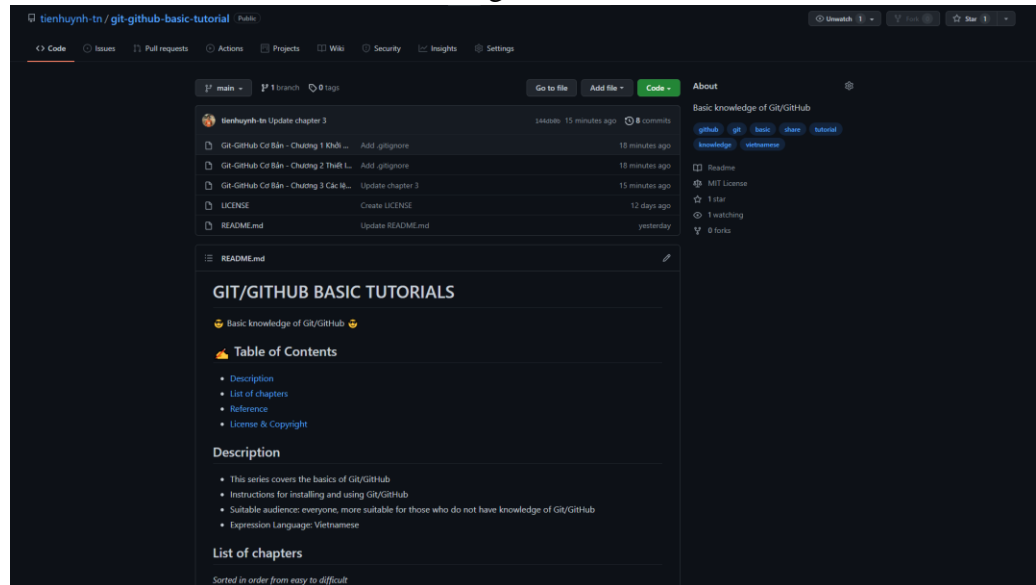 tienhuynh-tn / git-github-basic-tutorial Public
Unwatch 1
Fork 0
Star 1
Code Issues Pull requests Actions Projects Wiki Security Insights Settings
main 1 branch 0 tags Go to file Add file Code
tienhuynh-tn Update chapter 3 15 minutes ago 8 commits
Git-GitHub Cơ Bản - Chương 1 Khởi ... Add .gitignore 18 minutes ago
Git-GitHub Cơ Bản - Chương 2 Thiết l... Add .gitignore 18 minutes ago
Git-GitHub Cơ Bản - Chương 3 Các lệ... Update chapter 3 15 minutes ago
LICENSE Create LICENSE 12 days ago
README.md Update README.md yesterday
README.md
GIT/GITHUB BASIC TUTORIALS
😎 Basic knowledge of Git/GitHub 😎
✍ Table of Contents
Description
List of chapters
Reference
License & Copyright
Description
This series covers the basics of Git/GitHub
Instructions for installing and using Git/GitHub
Suitable audience: everyone, more suitable for those who do not have knowledge of Git/GitHub
Expression Language: Vietnamese
List of chapters
Sorted in order from easy to difficult
About
Basic knowledge of Git/GitHub
github git basic share tutorial
knowledge vietnamese
Readme
MIT License
1 star
1 watching
0 forks